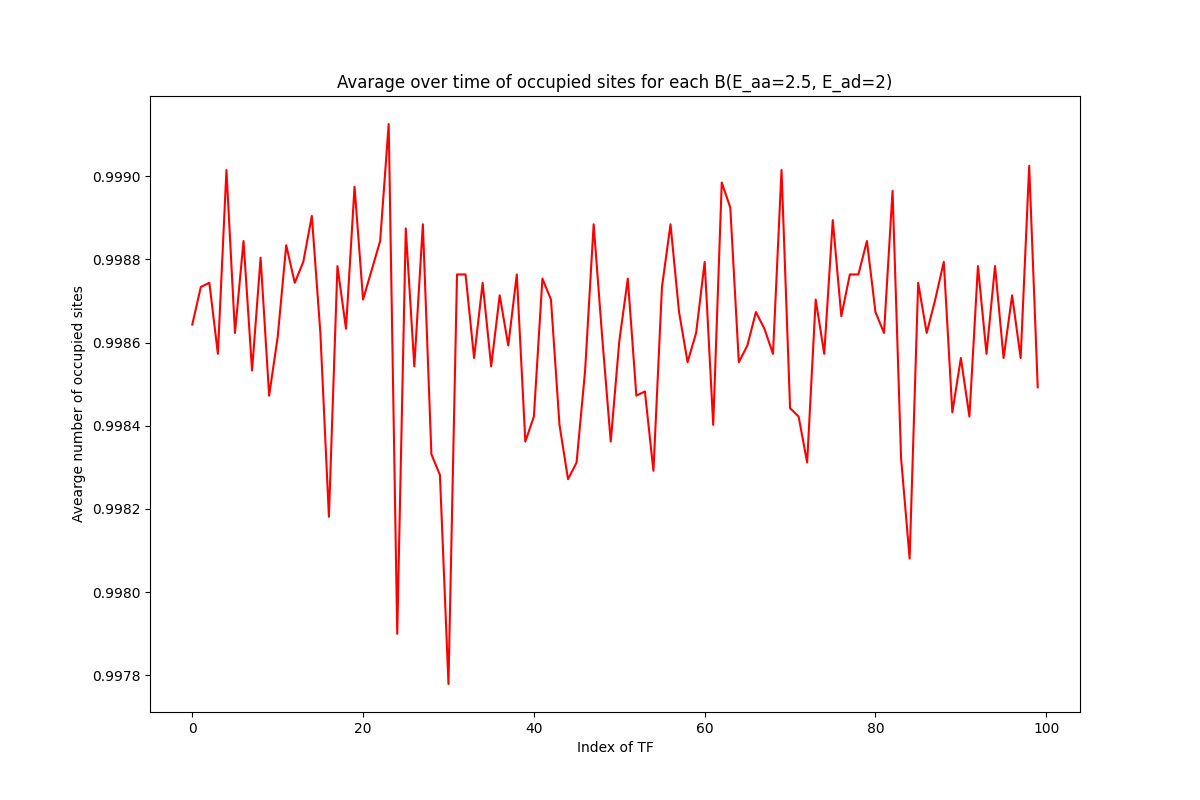 Avarage over time of occupied sites for each B(E_aa=2.5, E_ad=2)
Avearge number of occupied sites
0.9990
0.9988
0.9986
0.9984
0.9982
0.9980
0.9978
0 20 40 60 80 100
Index of TF